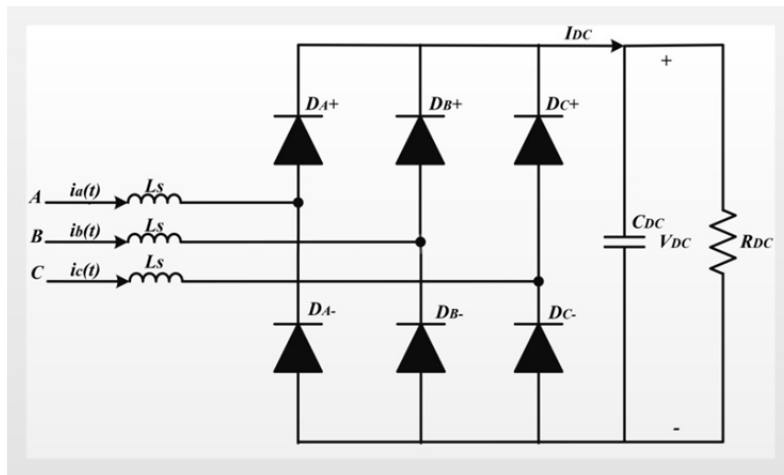 IDC
+
DA+ DB+ DC+
A ia(t) Ls
B ib(t) Ls
C ic(t) Ls
CDC
VDC RDC
DA- DB- DC-
-